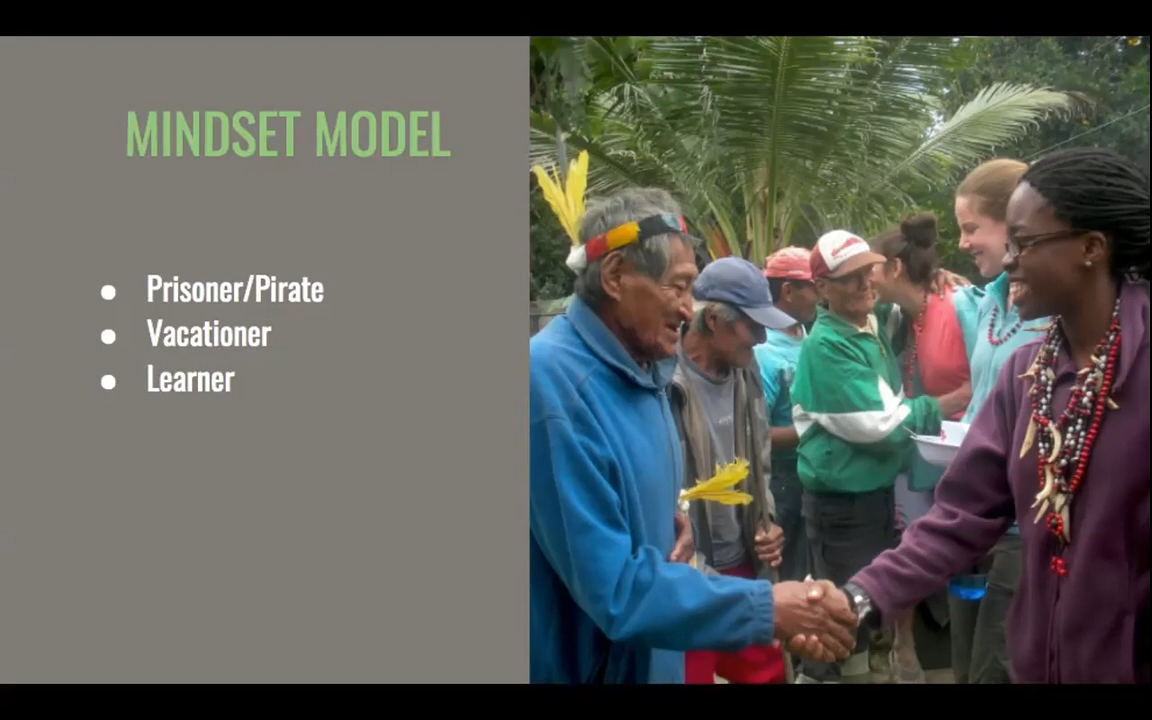 MINDSET MODEL
● Prisoner/Pirate
● Vacationer
● Learner